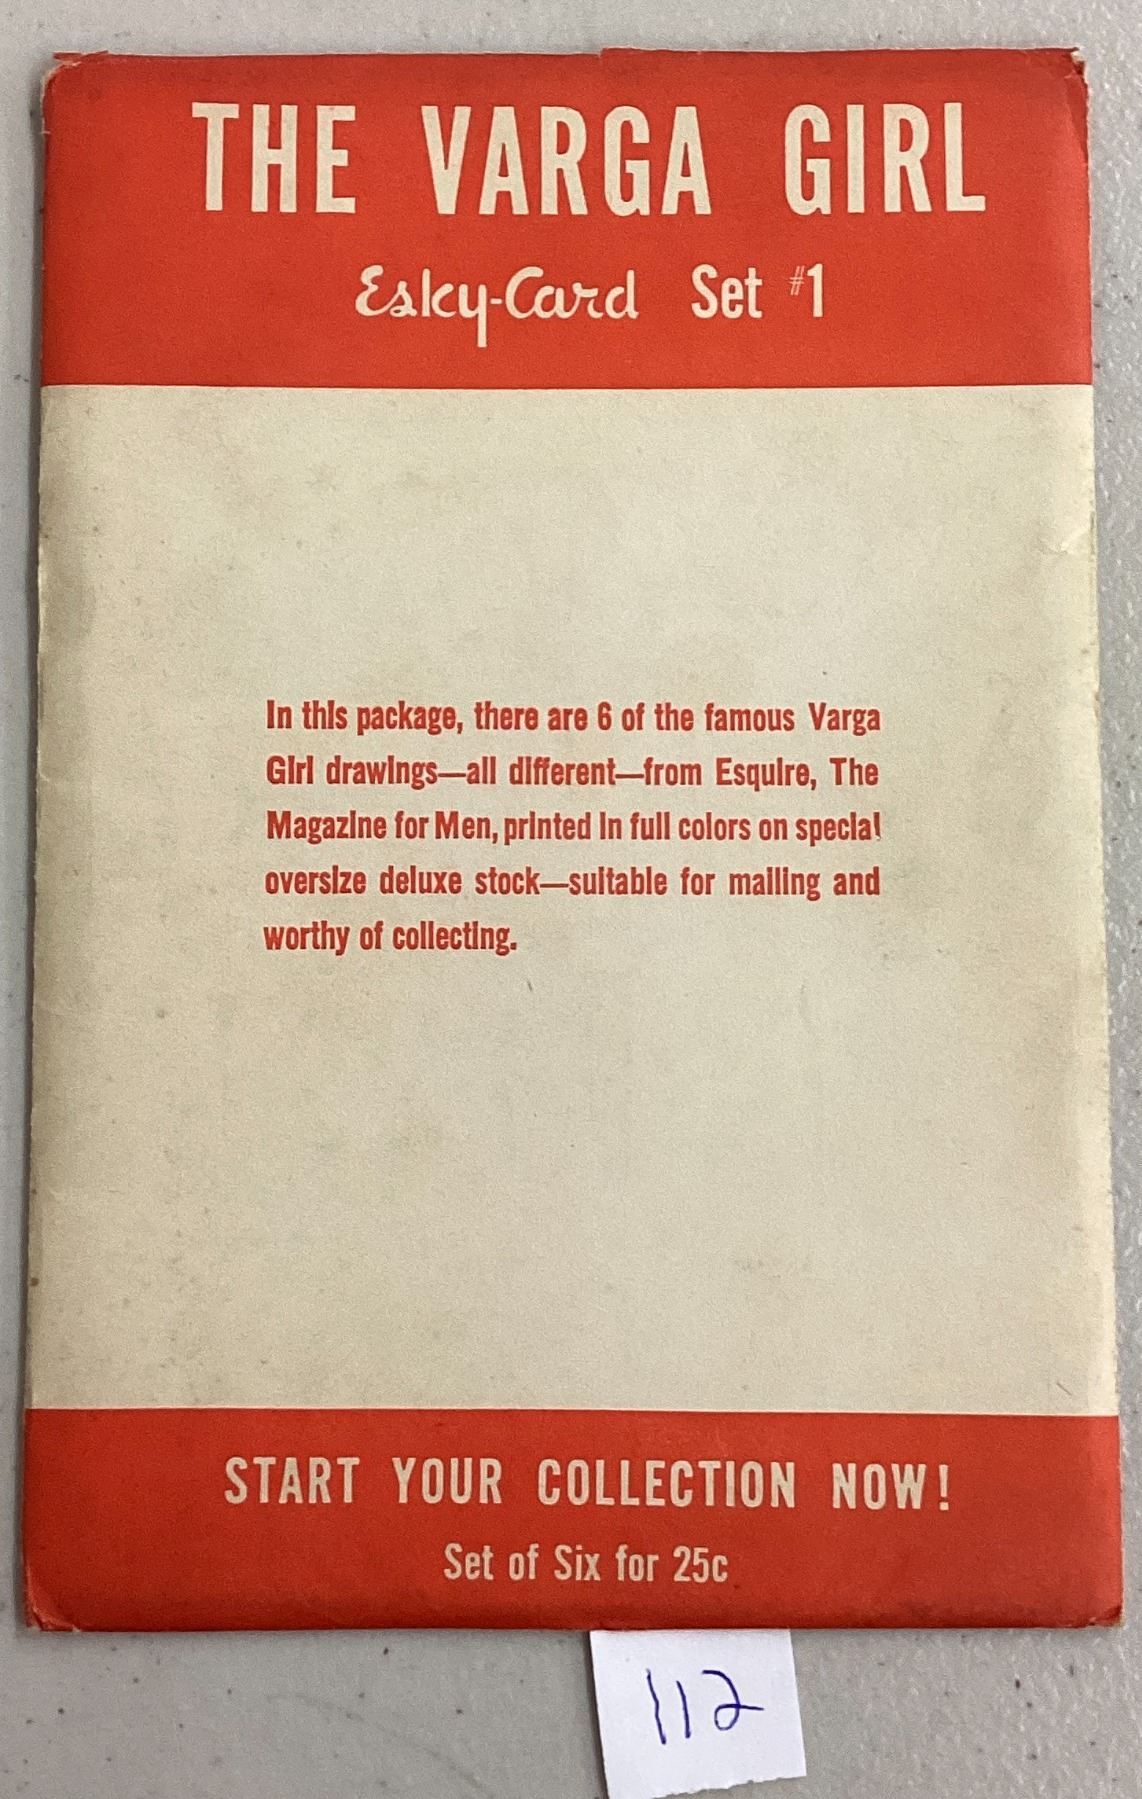 THE VARGA GIRL
Esky-Card Set #1
In this package, there are 6 of the famous Varga
Girl drawings—all different—from Esquire, The
Magazine for Men, printed in full colors on special
oversize deluxe stock—suitable for mailing and
worthy of collecting.
START YOUR COLLECTION NOW!
Set of Six for 25c
112